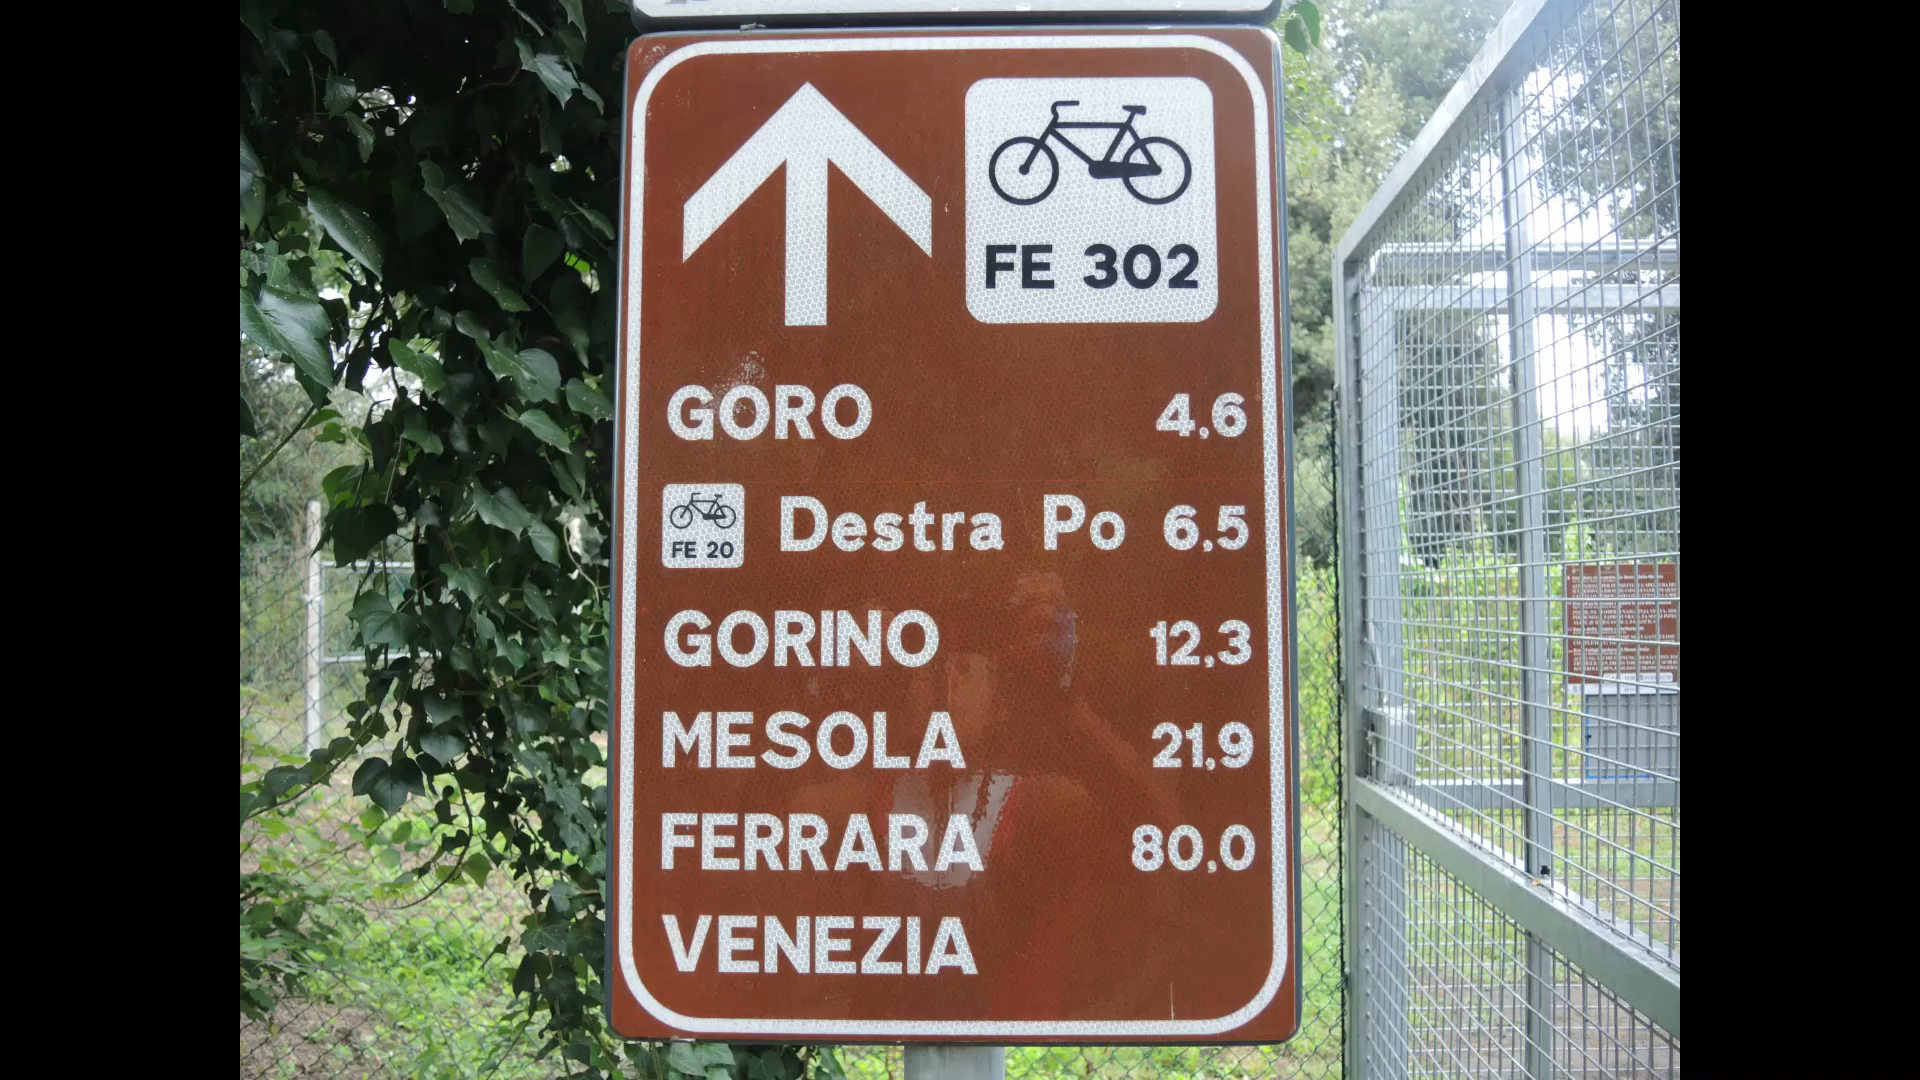 FE 302
GORO 4,6
FE 20 Destra Po 6,5
GORINO 12,3
MESOLA 21,9
FERRARA 80,0
VENEZIA